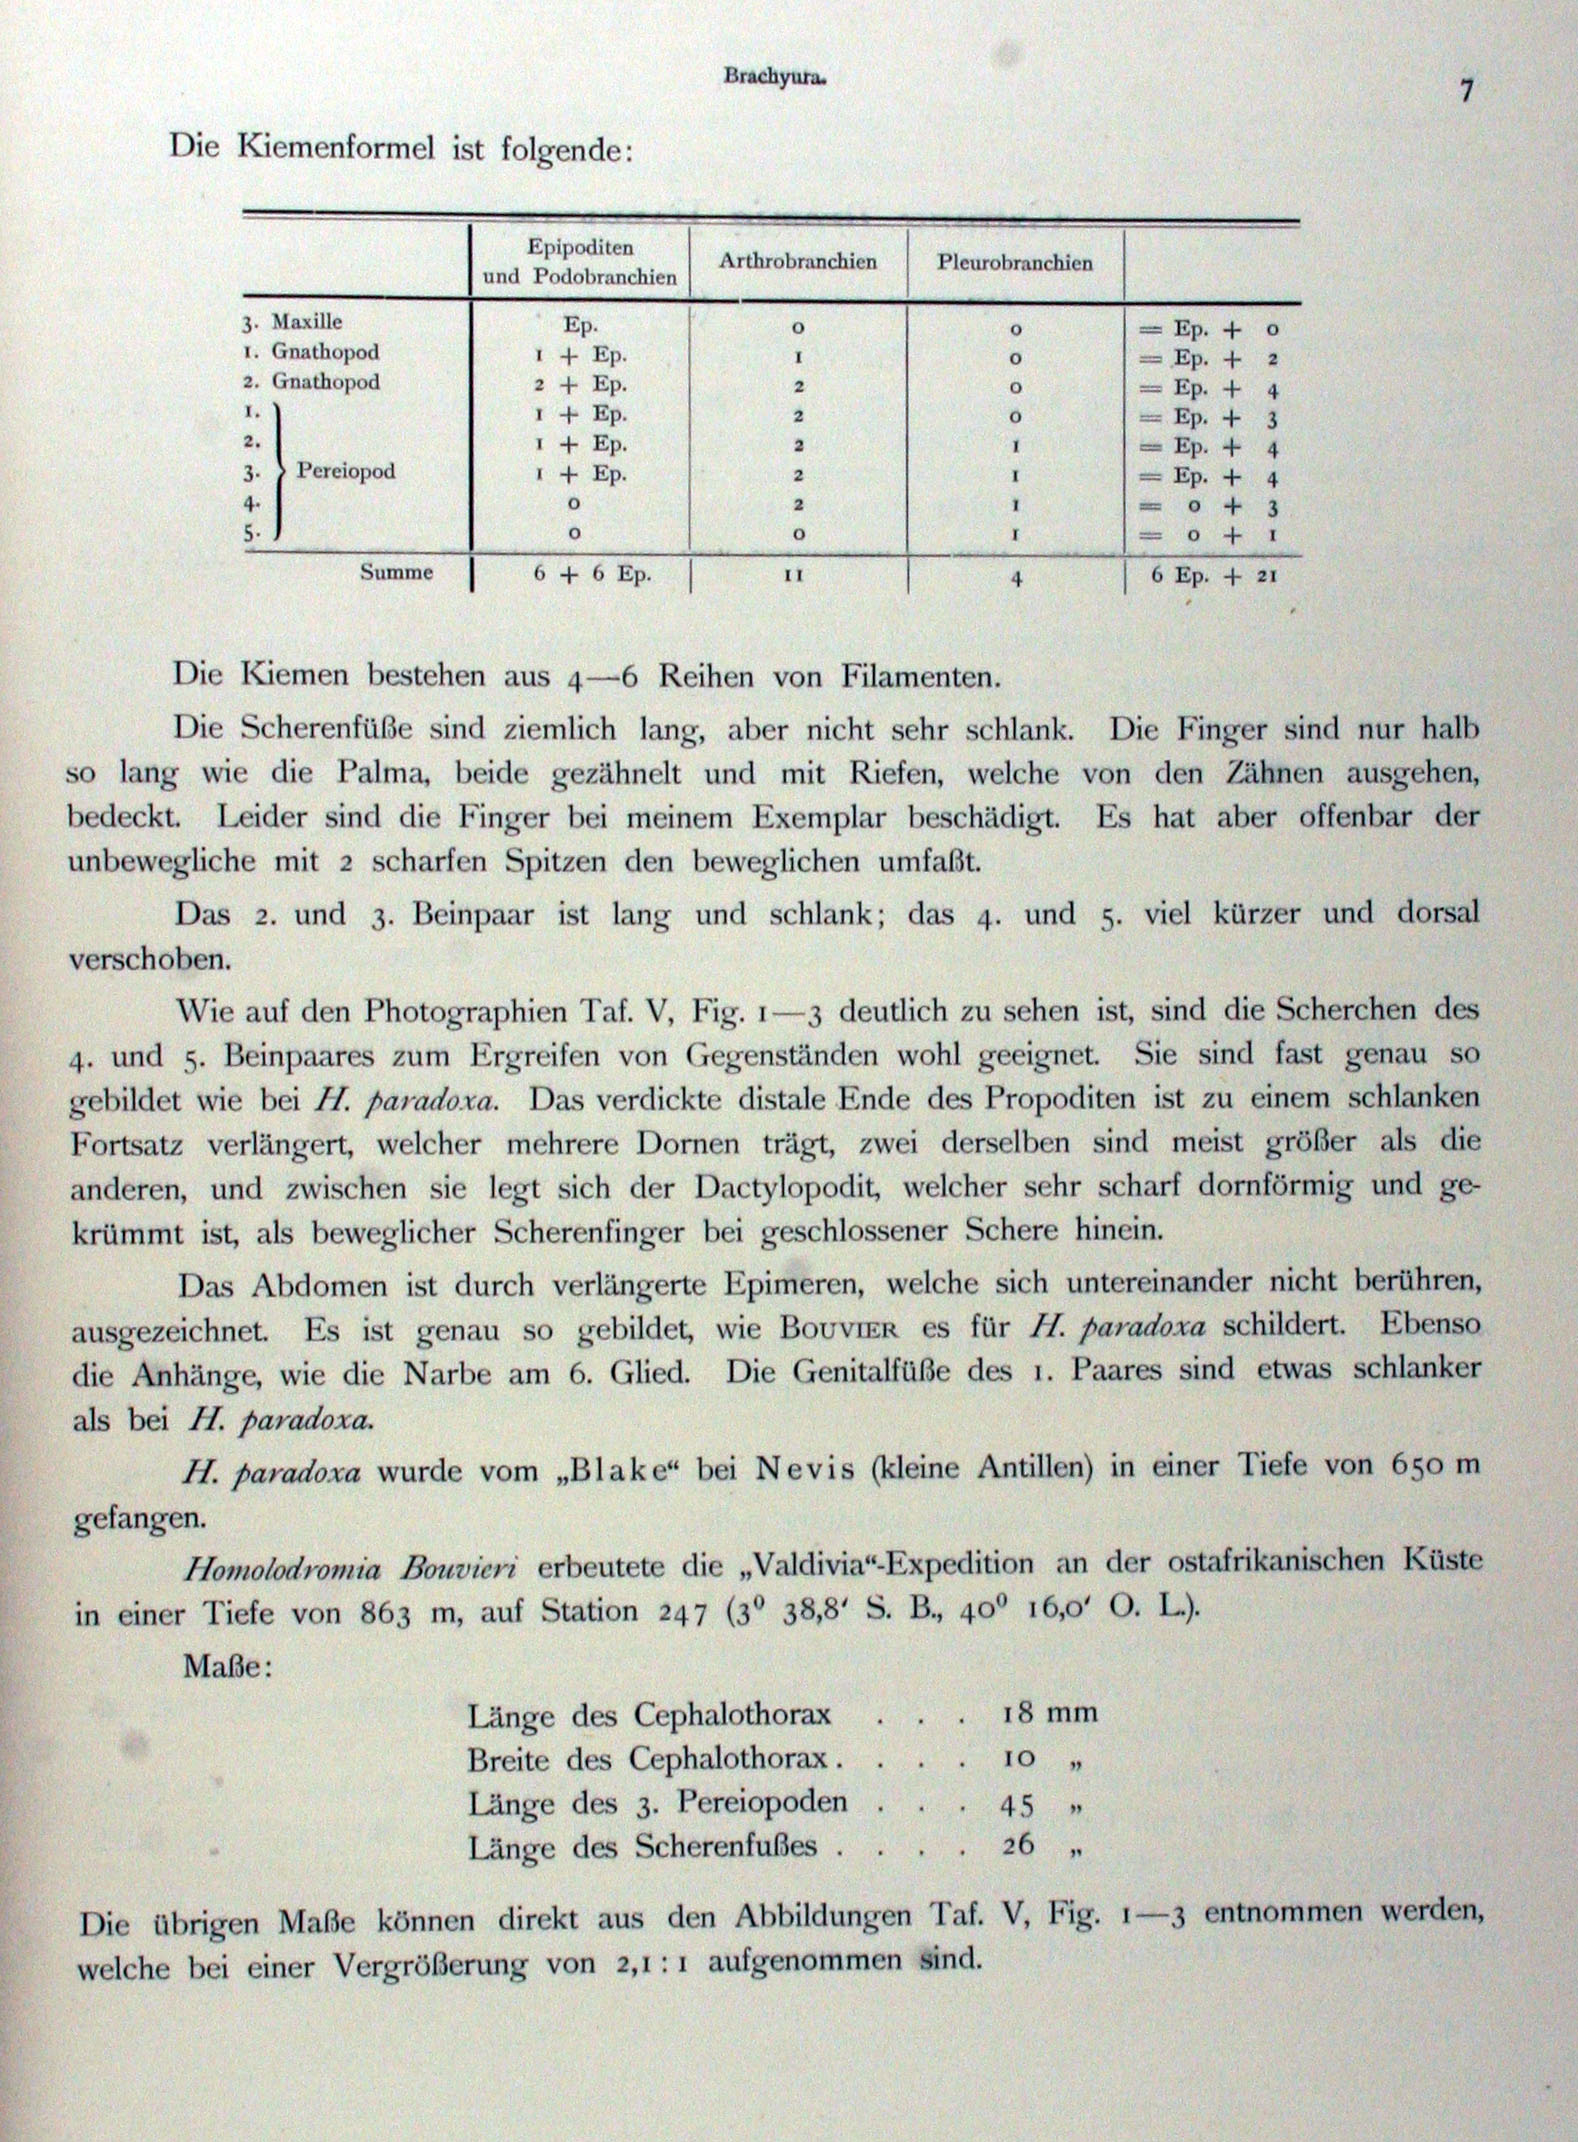 Brachyura.
7
Die Kiemenformel ist folgende:
Epipoditen und Podobranchien | Arthrobranchien | Pleurobranchien
3. Maxille Ep. 0 0 = Ep. + 0
1. Gnathopod 1 + Ep. 1 0 = Ep. + 2
2. Gnathopod 2 + Ep. 2 0 = Ep. + 4
1. 1 + Ep. 2 0 = Ep. + 3
2. 1 + Ep. 2 1 = Ep. + 4
3. Pereiopod 1 + Ep. 2 1 = Ep. + 4
4. 0 2 1 = 0 + 3
5. 0 0 1 = 0 + 1
Summe 6 + 6 Ep. 11 4 6 Ep. + 21
Die Kiemen bestehen aus 4—6 Reihen von Filamenten.
Die Scherenfüße sind ziemlich lang, aber nicht sehr schlank. Die Finger sind nur halb
so lang wie die Palma, beide gezähnelt und mit Riefen, welche von den Zähnen ausgehen,
bedeckt. Leider sind die Finger bei meinem Exemplar beschädigt. Es hat aber offenbar der
unbewegliche mit 2 scharfen Spitzen den beweglichen umfaßt.
Das 2. und 3. Beinpaar ist lang und schlank; das 4. und 5. viel kürzer und dorsal
verschoben.
Wie auf den Photographien Taf. V, Fig. 1—3 deutlich zu sehen ist, sind die Scherchen des
4. und 5. Beinpaares zum Ergreifen von Gegenständen wohl geeignet. Sie sind fast genau so
gebildet wie bei H. paradoxa. Das verdickte distale Ende des Propoditen ist zu einem schlanken
Fortsatz verlängert, welcher mehrere Dornen trägt, zwei derselben sind meist größer als die
anderen, und zwischen sie legt sich der Dactylopodit, welcher sehr scharf dornförmig und ge-
krümmt ist, als beweglicher Scherenfinger bei geschlossener Schere hinein.
Das Abdomen ist durch verlängerte Epimeren, welche sich untereinander nicht berühren,
ausgezeichnet. Es ist genau so gebildet, wie BOUVIER es für H. paradoxa schildert. Ebenso
die Anhänge, wie die Narbe am 6. Glied. Die Genitalfüße des 1. Paares sind etwas schlanker
als bei H. paradoxa.
H. paradoxa wurde vom „Blake“ bei Nevis (kleine Antillen) in einer Tiefe von 650 m
gefangen.
Homolodromia Bouvieri erbeutete die „Valdivia“-Expedition an der ostafrikanischen Küste
in einer Tiefe von 863 m, auf Station 247 (3⁰ 38,8' S. B., 40⁰ 16,0' O. L.).
Maße:
Länge des Cephalothorax . . . 18 mm
Breite des Cephalothorax . . . . 10 „
Länge des 3. Pereiopoden . . . 45 „
Länge des Scherenfußes . . . . 26 „
Die übrigen Maße können direkt aus den Abbildungen Taf. V, Fig. 1—3 entnommen werden,
welche bei einer Vergrößerung von 2,1 : 1 aufgenommen sind.